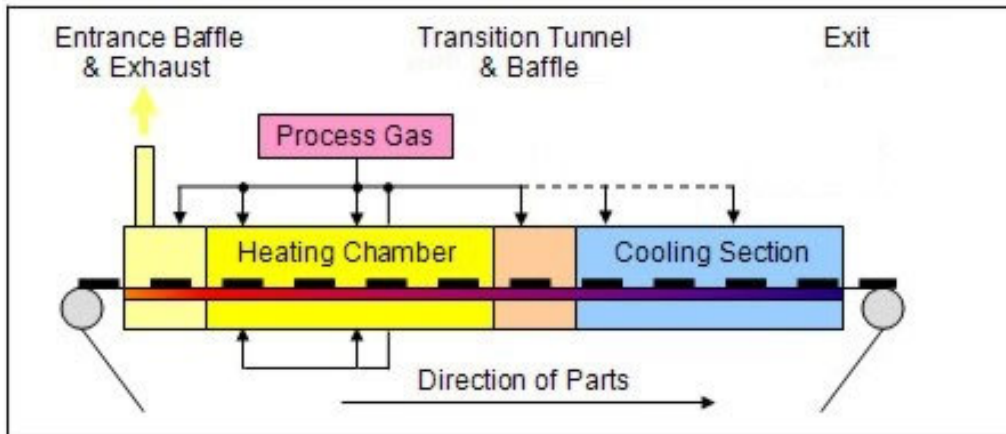 Entrance Baffle
& Exhaust
Transition Tunnel
& Baffle
Exit
Process Gas
Heating Chamber
Cooling Section
Direction of Parts